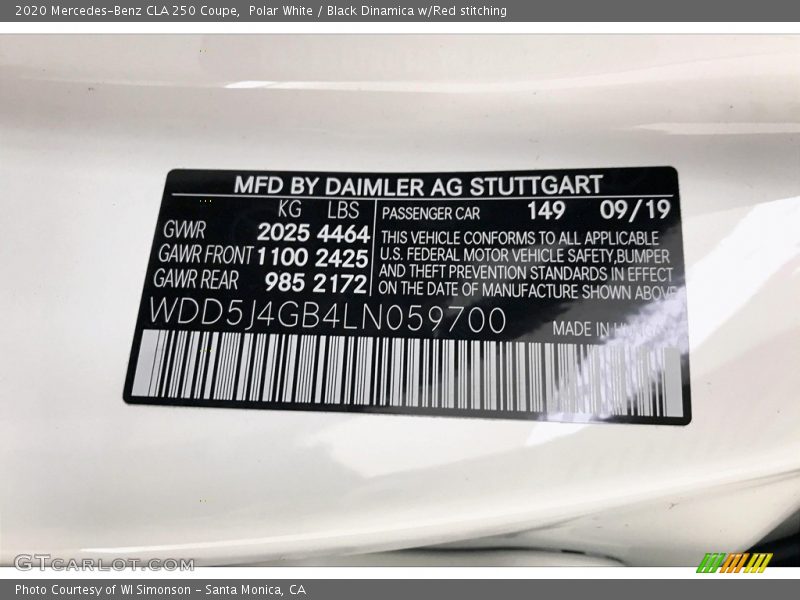 2020 Mercedes-Benz CLA 250 Coupe, Polar White / Black Dinamica w/Red stitching
MFD BY DAIMLER AG STUTTGART
KG LBS
GVWR 2025 4464
GAWR FRONT 1100 2425
GAWR REAR 985 2172
PASSENGER CAR 149 09/19
THIS VEHICLE CONFORMS TO ALL APPLICABLE
U.S. FEDERAL MOTOR VEHICLE SAFETY,BUMPER
AND THEFT PREVENTION STANDARDS IN EFFECT
ON THE DATE OF MANUFACTURE SHOWN ABOVE
WDD5J4GB4LN059700
MADE IN
GTCARLOT.COM
Photo Courtesy of WI Simonson - Santa Monica, CA